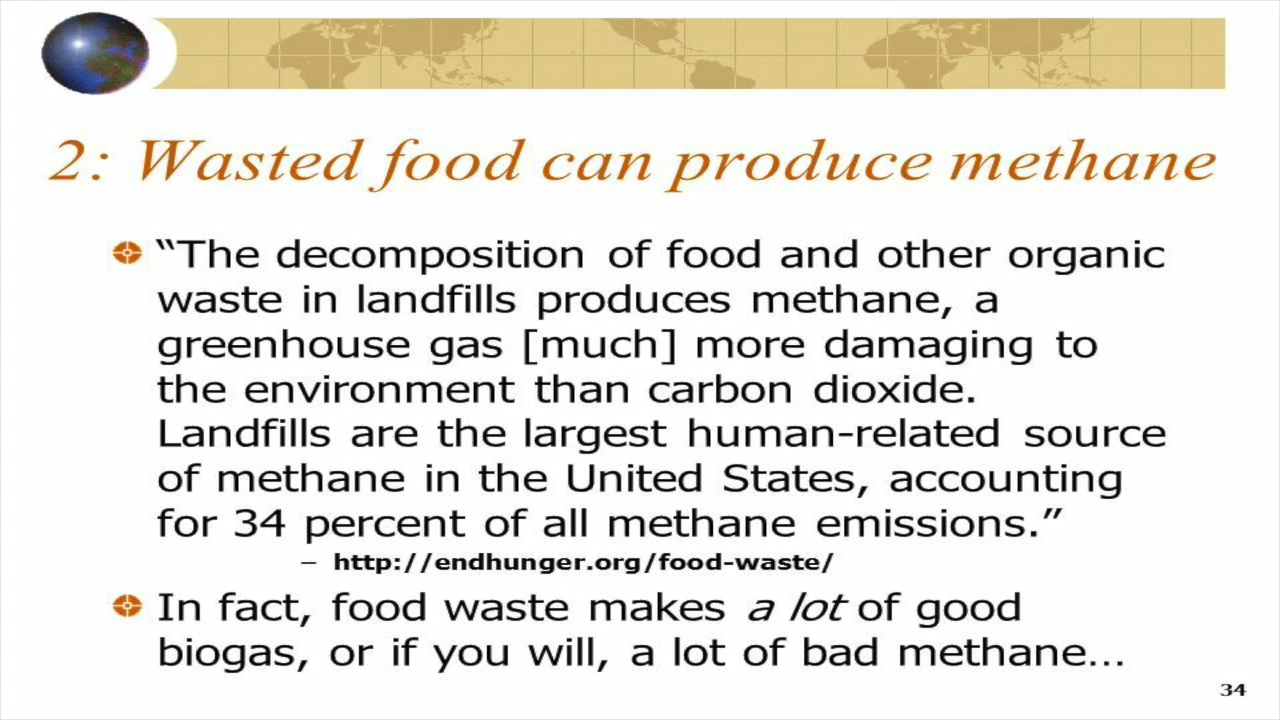 2: Wasted food can produce methane
“The decomposition of food and other organic
waste in landfills produces methane, a
greenhouse gas [much] more damaging to
the environment than carbon dioxide.
Landfills are the largest human-related source
of methane in the United States, accounting
for 34 percent of all methane emissions.”
– http://endhunger.org/food-waste/
In fact, food waste makes a lot of good
biogas, or if you will, a lot of bad methane…
34